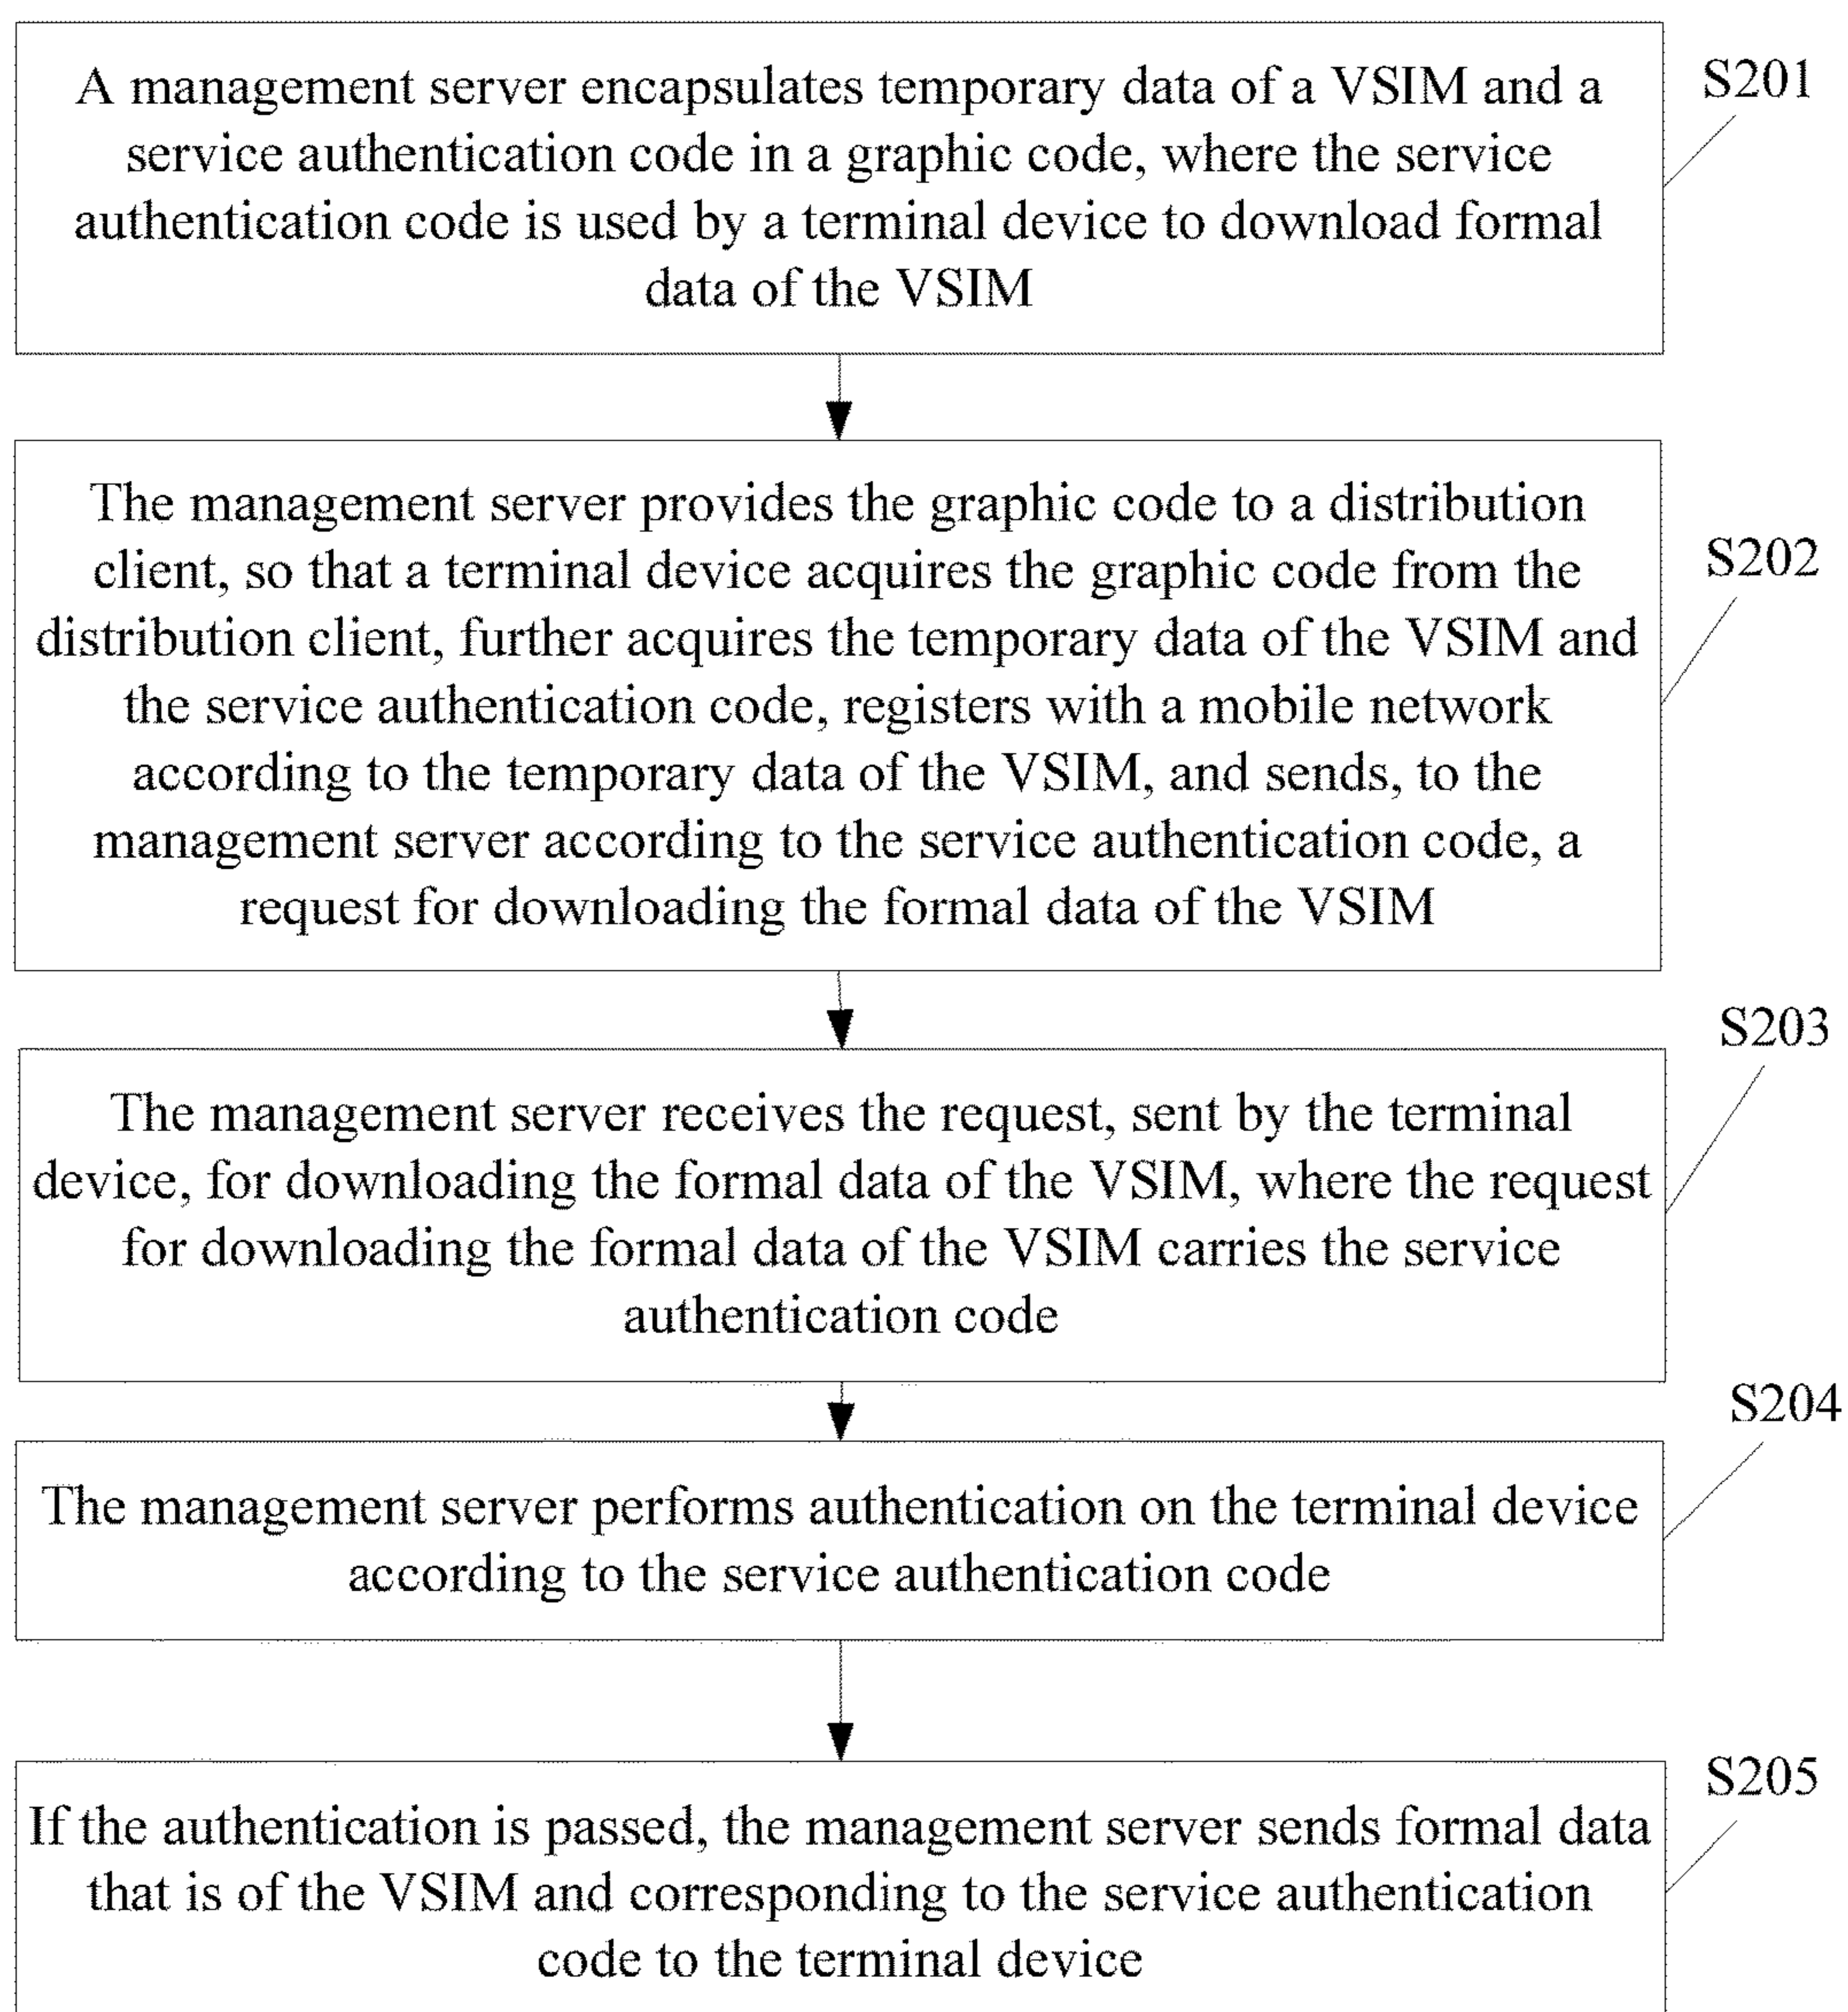 A management server encapsulates temporary data of a VSIM and a
service authentication code in a graphic code, where the service
authentication code is used by a terminal device to download formal
data of the VSIM
S201
The management server provides the graphic code to a distribution
client, so that a terminal device acquires the graphic code from the
distribution client, further acquires the temporary data of the VSIM and
the service authentication code, registers with a mobile network
according to the temporary data of the VSIM, and sends, to the
management server according to the service authentication code, a
request for downloading the formal data of the VSIM
S202
The management server receives the request, sent by the terminal
device, for downloading the formal data of the VSIM, where the request
for downloading the formal data of the VSIM carries the service
authentication code
S203
The management server performs authentication on the terminal device
according to the service authentication code
S204
If the authentication is passed, the management server sends formal data
that is of the VSIM and corresponding to the service authentication
code to the terminal device
S205